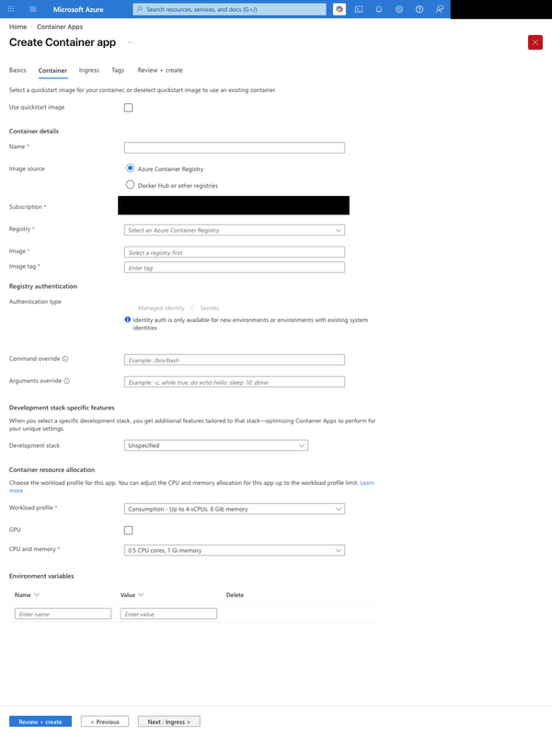 Microsoft Azure
Search resources, services, and docs (G+/)
Home > Container Apps
Create Container app ...
Basics Container Ingress Tags Review + create
Select a quickstart image for your container, or deselect quickstart image to use an existing container.
Use quickstart image
Container details
Name *
Image source
Azure Container Registry
Docker Hub or other registries
Subscription *
Registry *
Select an Azure Container Registry
Image *
Select a registry first
Image tag *
Enter tag
Registry authentication
Authentication type
Managed identity Secrets
Identity auth is only available for new environments or environments with existing system
identities
Command override
Example: /bin/bash
Arguments override
Example: -c, while true; do echo hello; sleep 10; done
Development stack-specific features
When you select a specific development stack, you get additional features tailored to that stack—optimizing Container Apps to perform for
your unique settings
Development stack
Unspecified
Container resource allocation
Choose the workload profile for this app. You can adjust the CPU and memory allocation for this app up to the workload profile limit. Learn
more
Workload profile *
Consumption - Up to 4 vCPUs, 8 Gib memory
GPU
CPU and memory *
0.5 CPU cores, 1 Gi memory
Environment variables
Name Value Delete
Enter name Enter value
Review + create < Previous Next : Ingress >